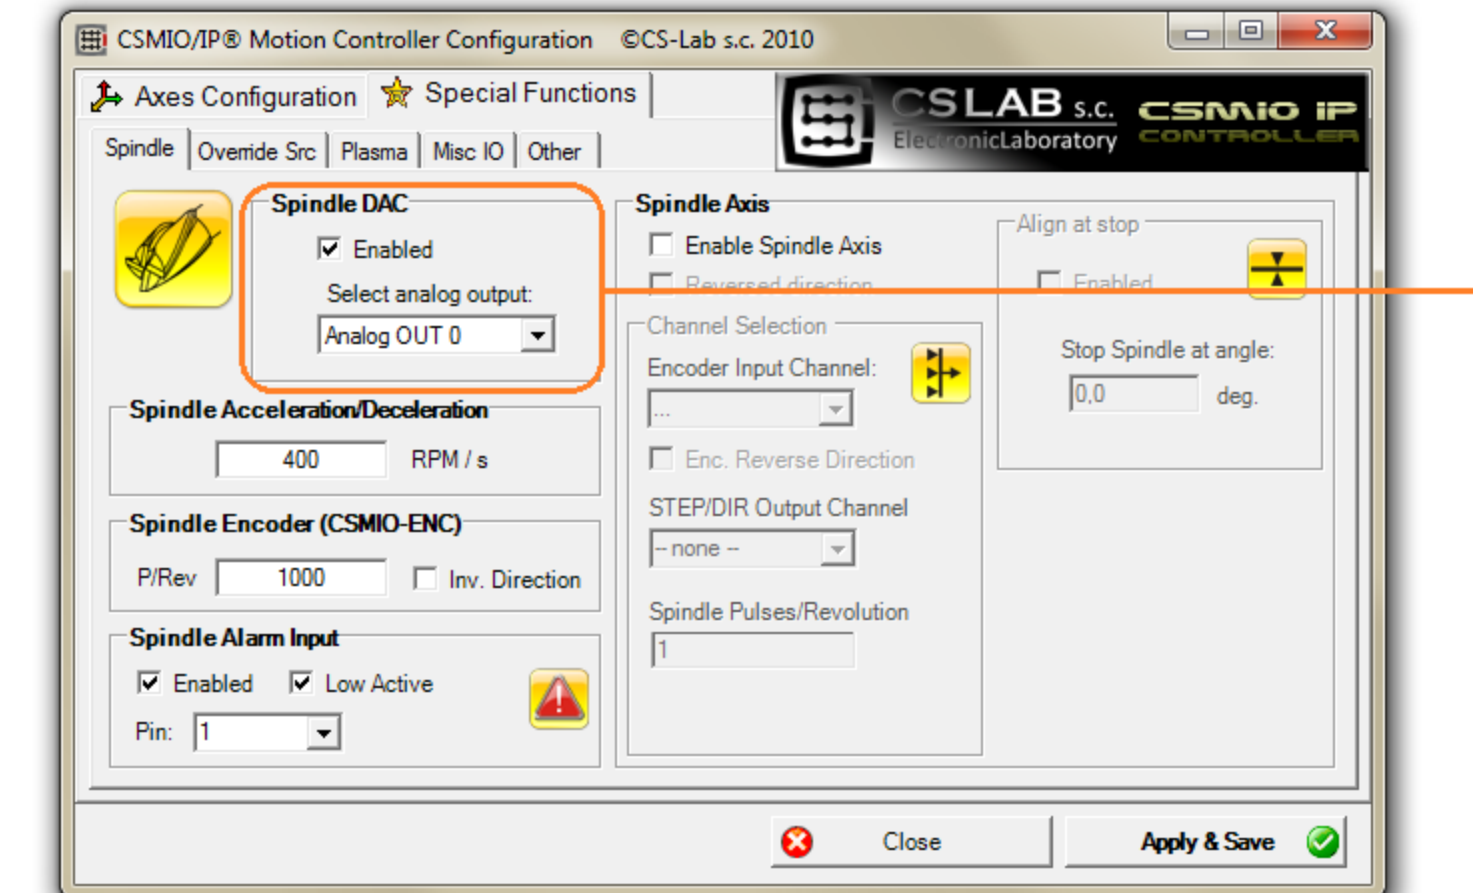 CSMIO/IP® Motion Controller Configuration ©CS-Lab s.c. 2010
Axes Configuration
Special Functions
CSLAB s.c.
ElectronicLaboratory
CSMIO IP
CONTROLLER
Spindle
Override Src
Plasma
Misc IO
Other
Spindle DAC
Enabled
Select analog output:
Analog OUT 0
Spindle Acceleration/Deceleration
400 RPM / s
Spindle Encoder (CSMIO-ENC)
P/Rev 1000 Inv. Direction
Spindle Alarm Input
Enabled Low Active
Pin: 1
Spindle Axis
Enable Spindle Axis
Reversed direction
Channel Selection
Encoder Input Channel:
...
Enc. Reverse Direction
STEP/DIR Output Channel
-- none --
Spindle Pulses/Revolution
1
Align at stop
Enabled
Stop Spindle at angle:
0,0 deg.
Close
Apply & Save